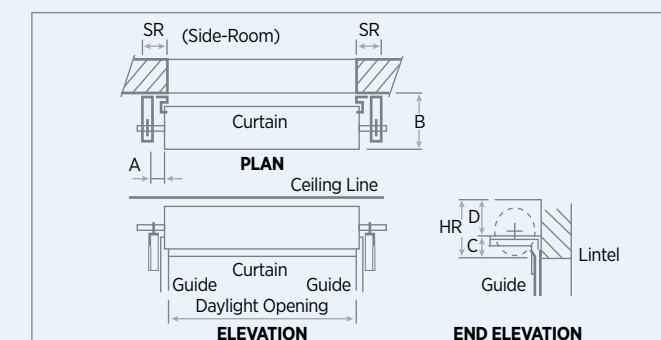 SR (Side-Room) SR
Curtain
B
A
PLAN
Ceiling Line
HR D
C
Lintel
Curtain
Guide Guide
Guide
Daylight Opening
ELEVATION
END ELEVATION